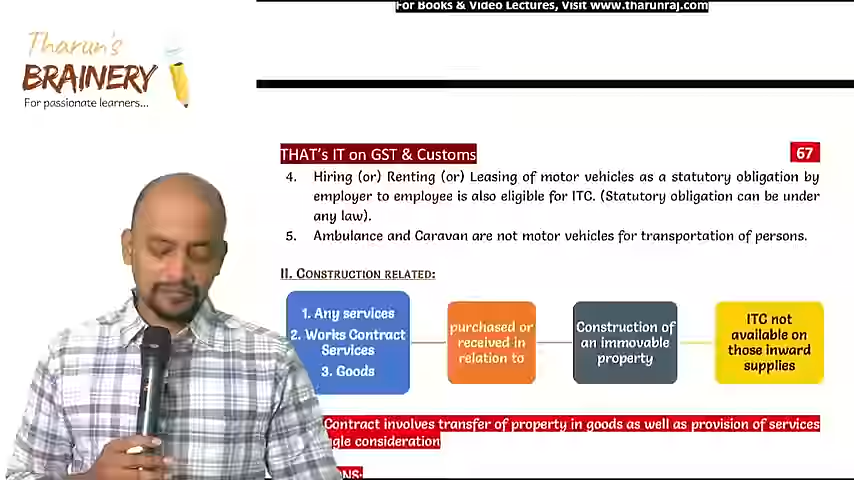 For Books & Video Lectures, Visit www.tharunraj.com
Tharun's
BRAINERY
For passionate learners...
THAT's IT on GST & Customs
67
4. Hiring (or) Renting (or) Leasing of motor vehicles as a statutory obligation by
employer to employee is also eligible for ITC. (Statutory obligation can be under
any law).
5. Ambulance and Caravan are not motor vehicles for transportation of persons.
II. CONSTRUCTION RELATED:
1. Any services
2. Works Contract
Services
3. Goods
purchased or
received in
relation to
Construction of
an immovable
property
ITC not
available on
those inward
supplies
Contract involves transfer of property in goods as well as provision of services
consideration